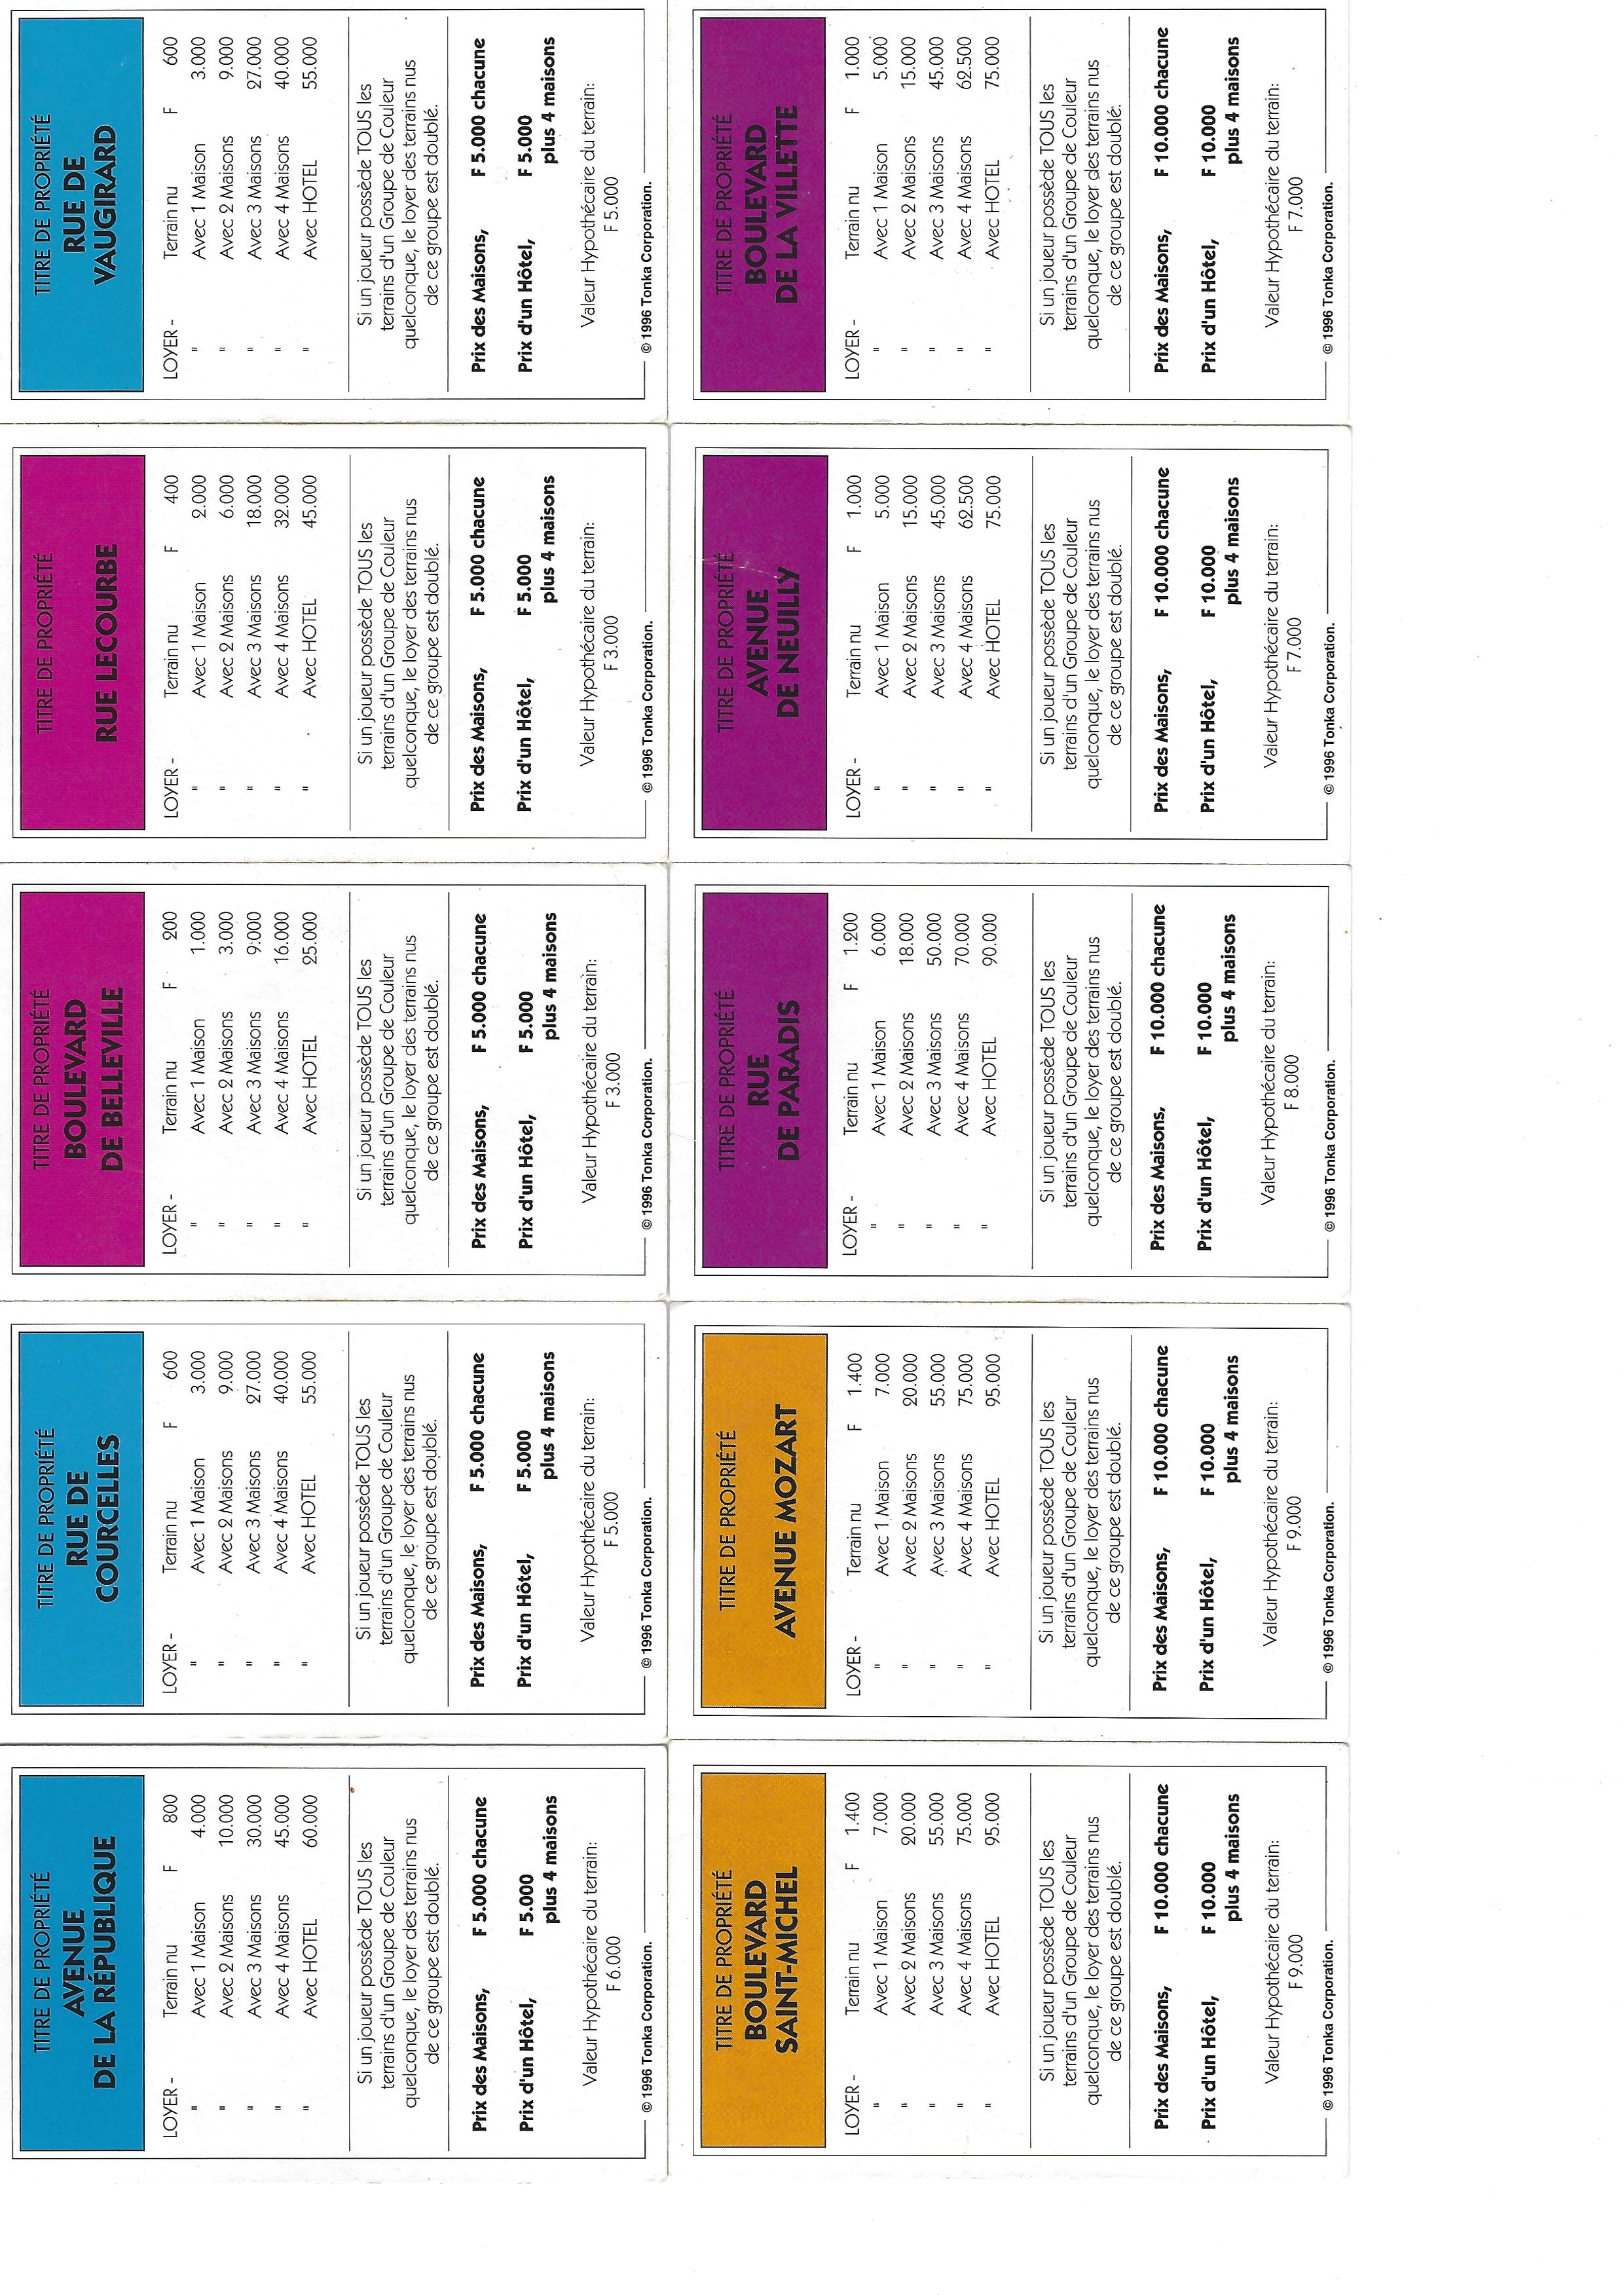 TITRE DE PROPRIÉTÉ
AVENUE
DE LA RÉPUBLIQUE
LOYER - Terrain nu F 800
" Avec 1 Maison 4.000
" Avec 2 Maisons 10.000
" Avec 3 Maisons 30.000
" Avec 4 Maisons 45.000
" Avec HOTEL 60.000
Si un joueur possède TOUS les
terrains d'un Groupe de Couleur
quelconque, le loyer des terrains nus
de ce groupe est doublé.
Prix des Maisons, F 5.000 chacune
Prix d'un Hôtel, F 5.000
plus 4 maisons
Valeur Hypothécaire du terrain:
F 6.000
© 1996 Tonka Corporation.
TITRE DE PROPRIÉTÉ
RUE DE
COURCELLES
LOYER - Terrain nu F 600
" Avec 1 Maison 3.000
" Avec 2 Maisons 9.000
" Avec 3 Maisons 27.000
" Avec 4 Maisons 40.000
" Avec HOTEL 55.000
Si un joueur possède TOUS les
terrains d'un Groupe de Couleur
quelconque, le loyer des terrains nus
de ce groupe est doublé.
Prix des Maisons, F 5.000 chacune
Prix d'un Hôtel, F 5.000
plus 4 maisons
Valeur Hypothécaire du terrain:
F 5.000
© 1996 Tonka Corporation.
TITRE DE PROPRIÉTÉ
BOULEVARD
DE BELLEVILLE
LOYER - Terrain nu F 200
" Avec 1 Maison 1.000
" Avec 2 Maisons 3.000
" Avec 3 Maisons 9.000
" Avec 4 Maisons 16.000
" Avec HOTEL 25.000
Si un joueur possède TOUS les
terrains d'un Groupe de Couleur
quelconque, le loyer des terrains nus
de ce groupe est doublé.
Prix des Maisons, F 5.000 chacune
Prix d'un Hôtel, F 5.000
plus 4 maisons
Valeur Hypothécaire du terrain:
F 3.000
© 1996 Tonka Corporation.
TITRE DE PROPRIÉTÉ
RUE LECOURBE
LOYER - Terrain nu F 400
" Avec 1 Maison 2.000
" Avec 2 Maisons 6.000
" Avec 3 Maisons 18.000
" Avec 4 Maisons 32.000
" Avec HOTEL 45.000
Si un joueur possède TOUS les
terrains d'un Groupe de Couleur
quelconque, le loyer des terrains nus
de ce groupe est doublé.
Prix des Maisons, F 5.000 chacune
Prix d'un Hôtel, F 5.000
plus 4 maisons
Valeur Hypothécaire du terrain:
F 3.000
© 1996 Tonka Corporation.
TITRE DE PROPRIÉTÉ
RUE DE
VAUGIRARD
LOYER - Terrain nu F 600
" Avec 1 Maison 3.000
" Avec 2 Maisons 9.000
" Avec 3 Maisons 27.000
" Avec 4 Maisons 40.000
" Avec HOTEL 55.000
Si un joueur possède TOUS les
terrains d'un Groupe de Couleur
quelconque, le loyer des terrains nus
de ce groupe est doublé.
Prix des Maisons, F 5.000 chacune
Prix d'un Hôtel, F 5.000
plus 4 maisons
Valeur Hypothécaire du terrain:
F 5.000
© 1996 Tonka Corporation.
TITRE DE PROPRIÉTÉ
BOULEVARD
SAINT-MICHEL
LOYER - Terrain nu F 1.400
" Avec 1 Maison 7.000
" Avec 2 Maisons 20.000
" Avec 3 Maisons 55.000
" Avec 4 Maisons 75.000
" Avec HOTEL 95.000
Si un joueur possède TOUS les
terrains d'un Groupe de Couleur
quelconque, le loyer des terrains nus
de ce groupe est doublé.
Prix des Maisons, F 10.000 chacune
Prix d'un Hôtel, F 10.000
plus 4 maisons
Valeur Hypothécaire du terrain:
F 9.000
© 1996 Tonka Corporation.
TITRE DE PROPRIÉTÉ
AVENUE MOZART
LOYER - Terrain nu F 1.400
" Avec 1 Maison 7.000
" Avec 2 Maisons 20.000
" Avec 3 Maisons 55.000
" Avec 4 Maisons 75.000
" Avec HOTEL 95.000
Si un joueur possède TOUS les
terrains d'un Groupe de Couleur
quelconque, le loyer des terrains nus
de ce groupe est doublé.
Prix des Maisons, F 10.000 chacune
Prix d'un Hôtel, F 10.000
plus 4 maisons
Valeur Hypothécaire du terrain:
F 9.000
© 1996 Tonka Corporation.
TITRE DE PROPRIÉTÉ
RUE
DE PARADIS
LOYER - Terrain nu F 1.200
" Avec 1 Maison 6.000
" Avec 2 Maisons 18.000
" Avec 3 Maisons 50.000
" Avec 4 Maisons 70.000
" Avec HOTEL 90.000
Si un joueur possède TOUS les
terrains d'un Groupe de Couleur
quelconque, le loyer des terrains nus
de ce groupe est doublé.
Prix des Maisons, F 10.000 chacune
Prix d'un Hôtel, F 10.000
plus 4 maisons
Valeur Hypothécaire du terrain:
F 8.000
© 1996 Tonka Corporation.
TITRE DE PROPRIÉTÉ
AVENUE
DE NEUILLY
LOYER - Terrain nu F 1.000
" Avec 1 Maison 5.000
" Avec 2 Maisons 15.000
" Avec 3 Maisons 45.000
" Avec 4 Maisons 62.500
" Avec HOTEL 75.000
Si un joueur possède TOUS les
terrains d'un Groupe de Couleur
quelconque, le loyer des terrains nus
de ce groupe est doublé.
Prix des Maisons, F 10.000 chacune
Prix d'un Hôtel, F 10.000
plus 4 maisons
Valeur Hypothécaire du terrain:
F 7.000
© 1996 Tonka Corporation.
TITRE DE PROPRIÉTÉ
BOULEVARD
DE LA VILLETTE
LOYER - Terrain nu F 1.000
" Avec 1 Maison 5.000
" Avec 2 Maisons 15.000
" Avec 3 Maisons 45.000
" Avec 4 Maisons 62.500
" Avec HOTEL 75.000
Si un joueur possède TOUS les
terrains d'un Groupe de Couleur
quelconque, le loyer des terrains nus
de ce groupe est doublé.
Prix des Maisons, F 10.000 chacune
Prix d'un Hôtel, F 10.000
plus 4 maisons
Valeur Hypothécaire du terrain:
F 7.000
© 1996 Tonka Corporation.